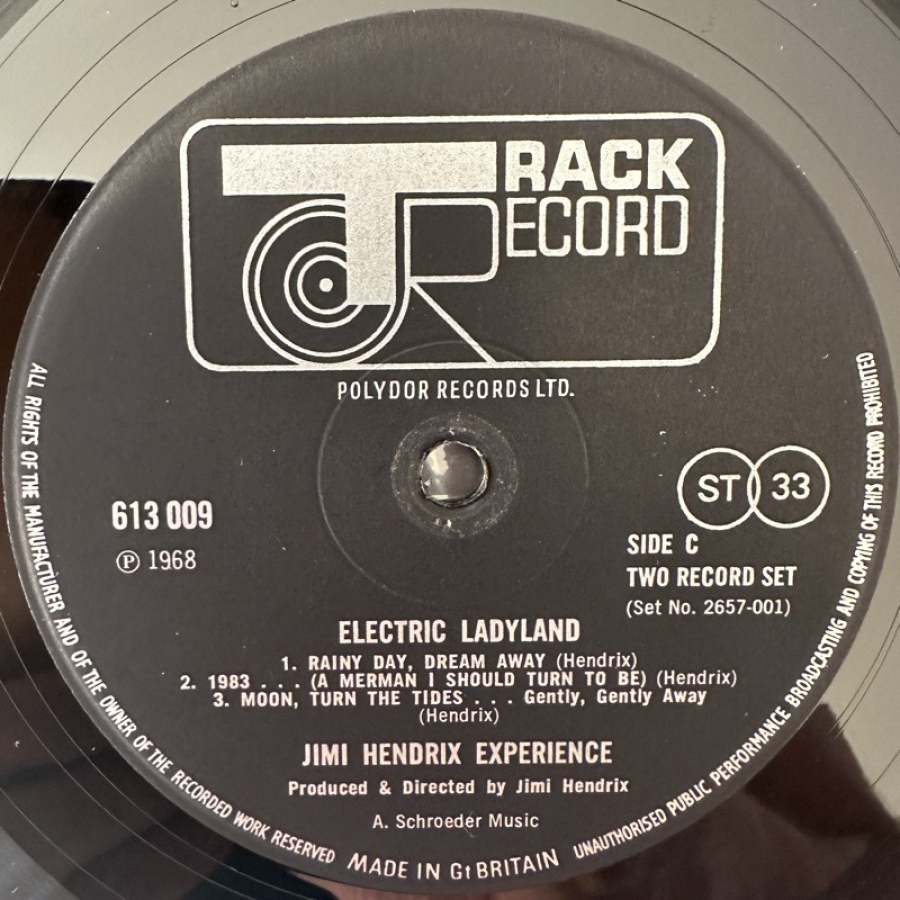 TRACK
RECORD
POLYDOR RECORDS LTD.
613 009
Ⓟ 1968
ST 33
SIDE C
TWO RECORD SET
(Set No. 2657-001)
ELECTRIC LADYLAND
1. RAINY DAY, DREAM AWAY (Hendrix)
2. 1983 . . . (A MERMAN I SHOULD TURN TO BE) (Hendrix)
3. MOON, TURN THE TIDES . . . Gently, Gently Away
(Hendrix)
JIMI HENDRIX EXPERIENCE
Produced & Directed by Jimi Hendrix
A. Schroeder Music
ALL RIGHTS OF THE MANUFACTURER AND OF THE OWNER OF THE RECORDED WORK RESERVED
MADE IN Gt BRITAIN
UNAUTHORISED PUBLIC PERFORMANCE BROADCASTING AND COPYING OF THIS RECORD PROHIBITED